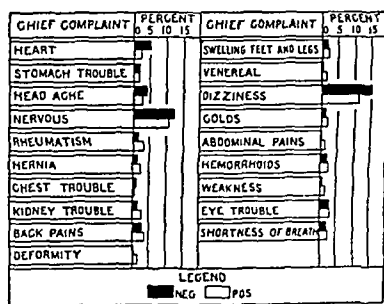 CHIEF COMPLAINT PERCENT CHIEF COMPLAINT PERCENT
0 5 10 15 0 5 10 15
HEART SWELLING FEET AND LEGS
STOMACH TROUBLE VENEREAL
HEAD ACHE DIZZINESS
NERVOUS COLDS
RHEUMATISM ABDOMINAL PAINS
HERNIA HEMORRHOIDS
CHEST TROUBLE WEAKNESS
KIDNEY TROUBLE EYE TROUBLE
BACK PAINS SHORTNESS OF BREATH
DEFORMITY
LEGEND
NEG POS